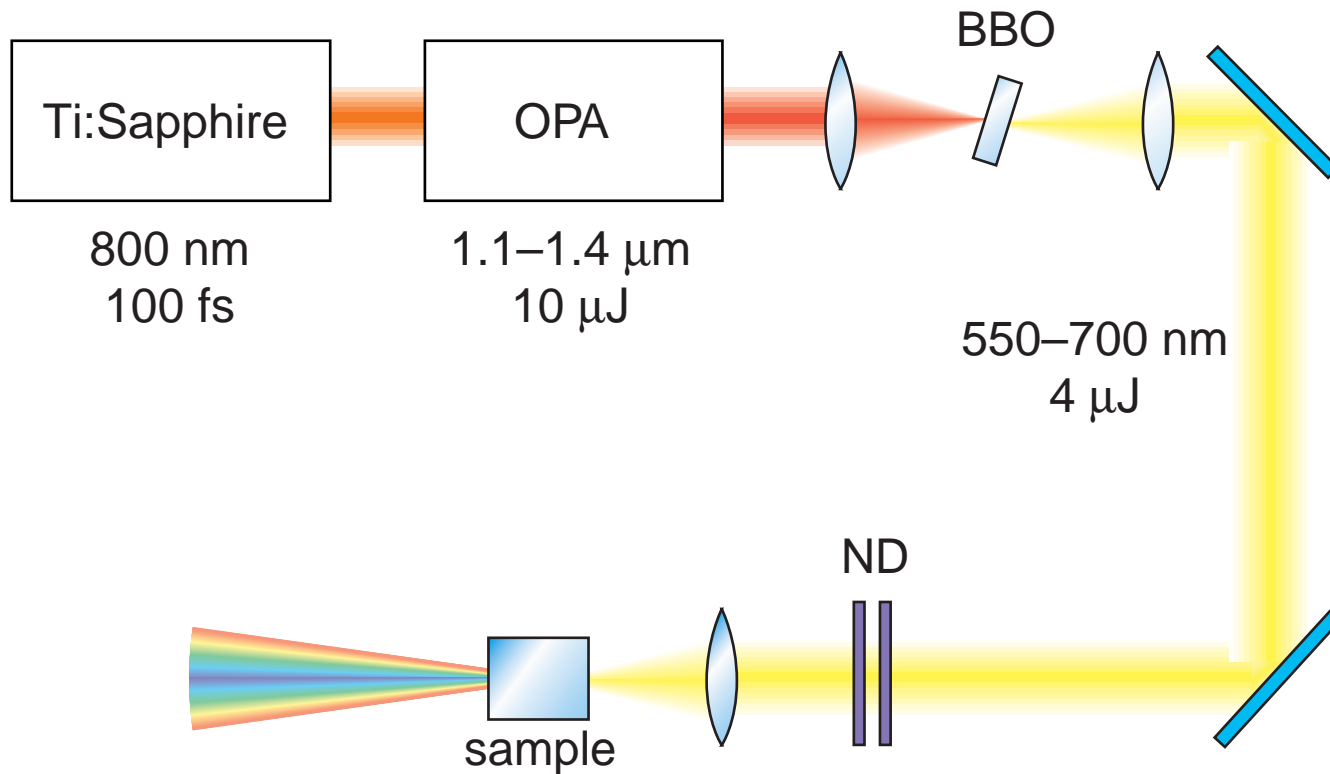 BBO
Ti:Sapphire
OPA
800 nm
100 fs
1.1–1.4 μm
10 μJ
550–700 nm
4 μJ
ND
sample